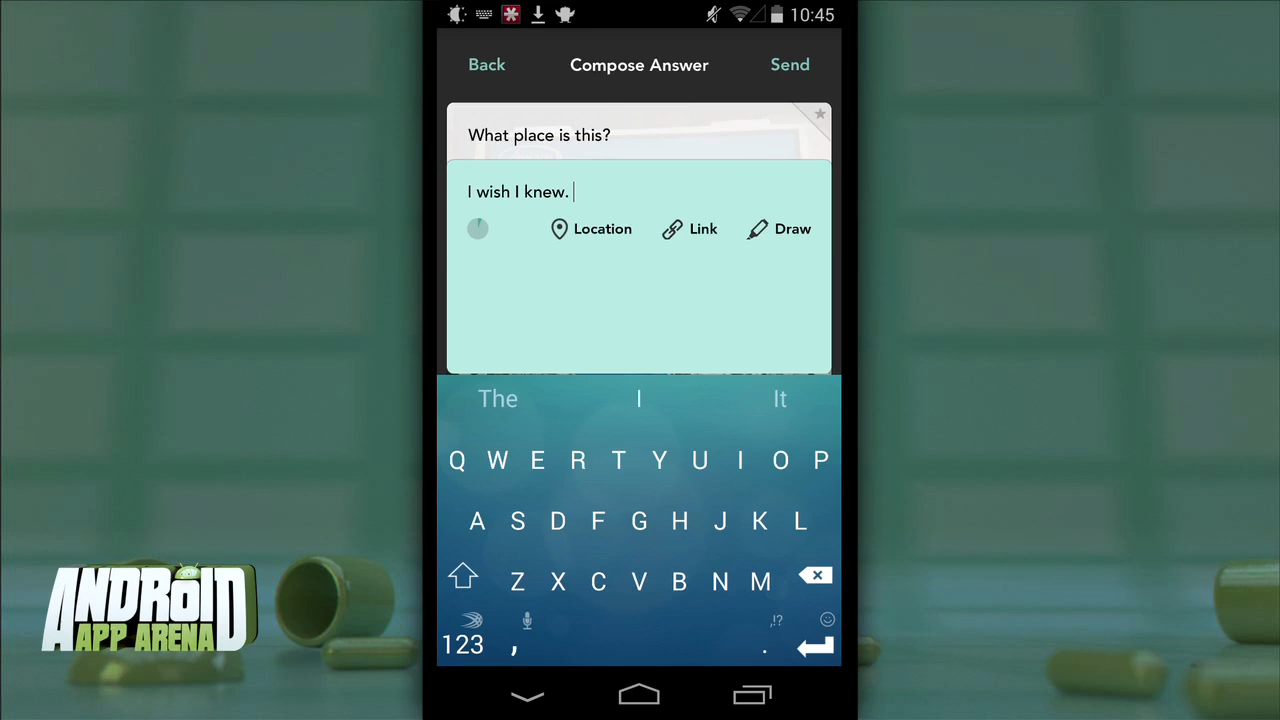 10:45
Back Compose Answer Send
What place is this?
I wish I knew.
Location Link Draw
The I It
Q W E R T Y U I O P
A S D F G H J K L
Z X C V B N M
,!?
123 , .
ANDROID
APP ARENA